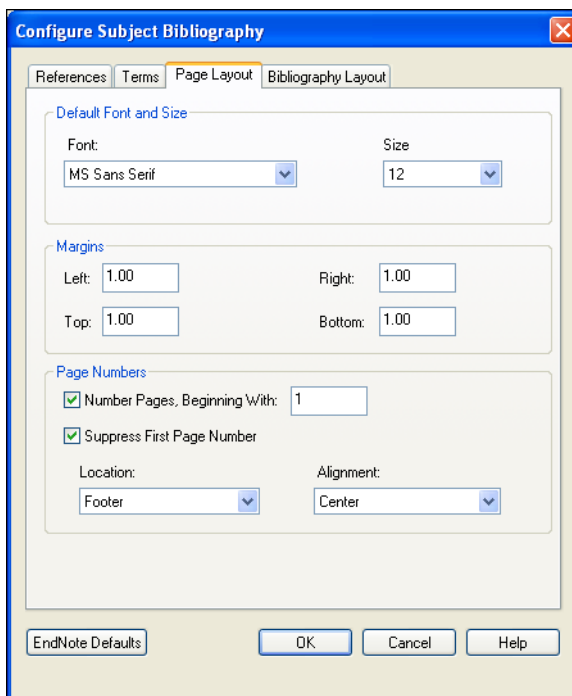 Configure Subject Bibliography
References Terms Page Layout Bibliography Layout
Default Font and Size
Font: Size
MS Sans Serif 12
Margins
Left: 1.00 Right: 1.00
Top: 1.00 Bottom: 1.00
Page Numbers
Number Pages, Beginning With: 1
Suppress First Page Number
Location: Alignment:
Footer Center
EndNote Defaults OK Cancel Help